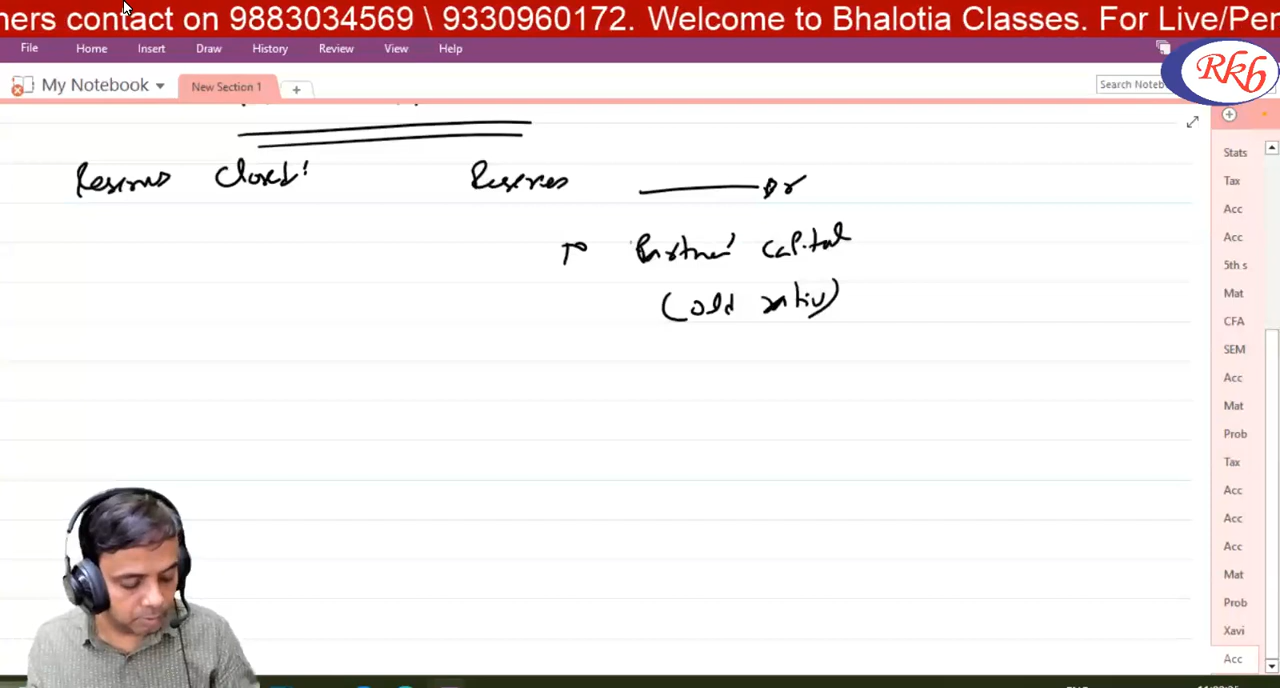 ners contact on 9883034569 \ 9330960172. Welcome to Bhalotia Classes. For Live/Per
File Home Insert Draw History Review View Help
Rkb
My Notebook New Section 1 + Search Noteb
Reserves Closed: Reserves Dr
To Partners' capital
(old ratio)
Stats
Tax
Acc
Acc
5th s
Mat
CFA
SEM
Acc
Mat
Prob
Tax
Acc
Acc
Acc
Mat
Prob
Xavi
Acc